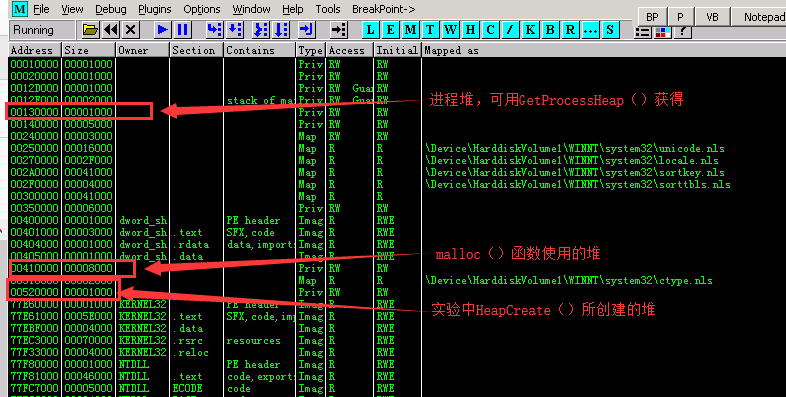 M File View Debug Plugins Options Windows Help Tools BreakPoint->
Running L E M T W H C / K B R ... S BP P VB Notepad
Address Size Owner Section Contains Type Access Initial Mapped as
00010000 00001000 Priv RW RW
00020000 00001000 Priv RW RW
0012D000 00001000 Priv RW Gua RW
0012E000 00002000 stack of ma Priv RW Gua RW
00130000 00001000 Priv RW RW
进程堆,可用GetProcessHeap()获得
00140000 00005000 Priv RW RW
00240000 00003000 Map RW RW
00250000 00016000 Map R R \Device\HarddiskVolume1\WINNT\system32\unicode.nls
00270000 0002F000 Map R R \Device\HarddiskVolume1\WINNT\system32\locale.nls
002A0000 00041000 Map R R \Device\HarddiskVolume1\WINNT\system32\sortkey.nls
002F0000 00004000 Map R R \Device\HarddiskVolume1\WINNT\system32\sorttbls.nls
00300000 00041000 Map R R
00350000 00006000 Priv RW RW
00400000 00001000 dword_sh PE header Imag R RWE
00401000 00003000 dword_sh .text SFX,code Imag R RWE
00404000 00001000 dword_sh .rdata data,imports Imag R RWE
00405000 00001000 dword_sh .data Imag R RWE
malloc()函数使用的堆
00410000 00008000 Priv RW RW
Map R R \Device\HarddiskVolume1\WINNT\system32\ctype.nls
00520000 00001000 Priv RW RW
实验中HeapCreate()所创建的堆
77E60000 00001000 KERNEL32 PE header Imag R RWE
77E61000 0005E000 KERNEL32 .text SFX,code,im Imag R RWE
77EBF000 00004000 KERNEL32 .data Imag R RWE
77EC3000 00070000 KERNEL32 .rsrc resources Imag R RWE
77F33000 00004000 KERNEL32 .reloc Imag R RWE
77F80000 00001000 NTDLL PE header Imag R RWE
77F81000 00046000 NTDLL .text code,exports Imag R RWE
77FC7000 00005000 NTDLL ECODE code Imag R RWE